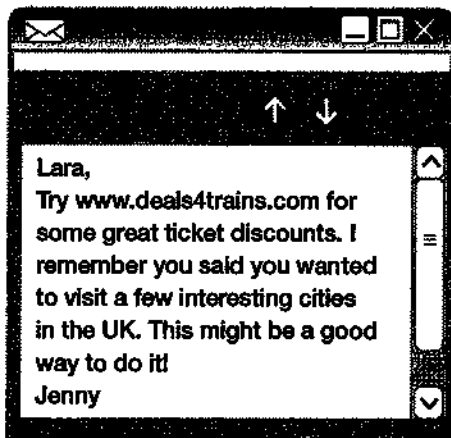 Lara,
Try www.deals4trains.com for
some great ticket discounts. I
remember you said you wanted
to visit a few interesting cities
in the UK. This might be a good
way to do it!
Jenny